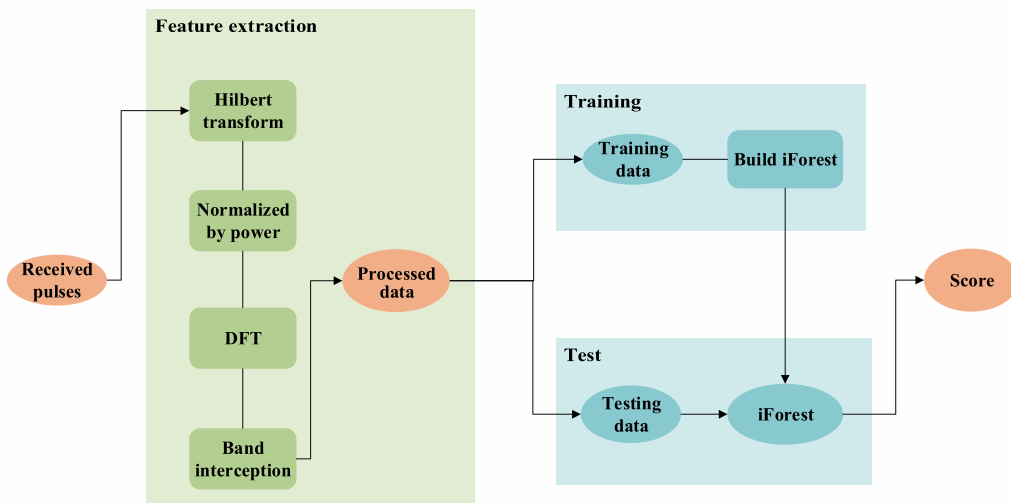 Feature extraction
Hilbert
transform
Normalized
by power
Received
pulses
DFT
Band
interception
Processed
data
Training
Training
data
Build iForest
Test
Testing
data
iForest
Score